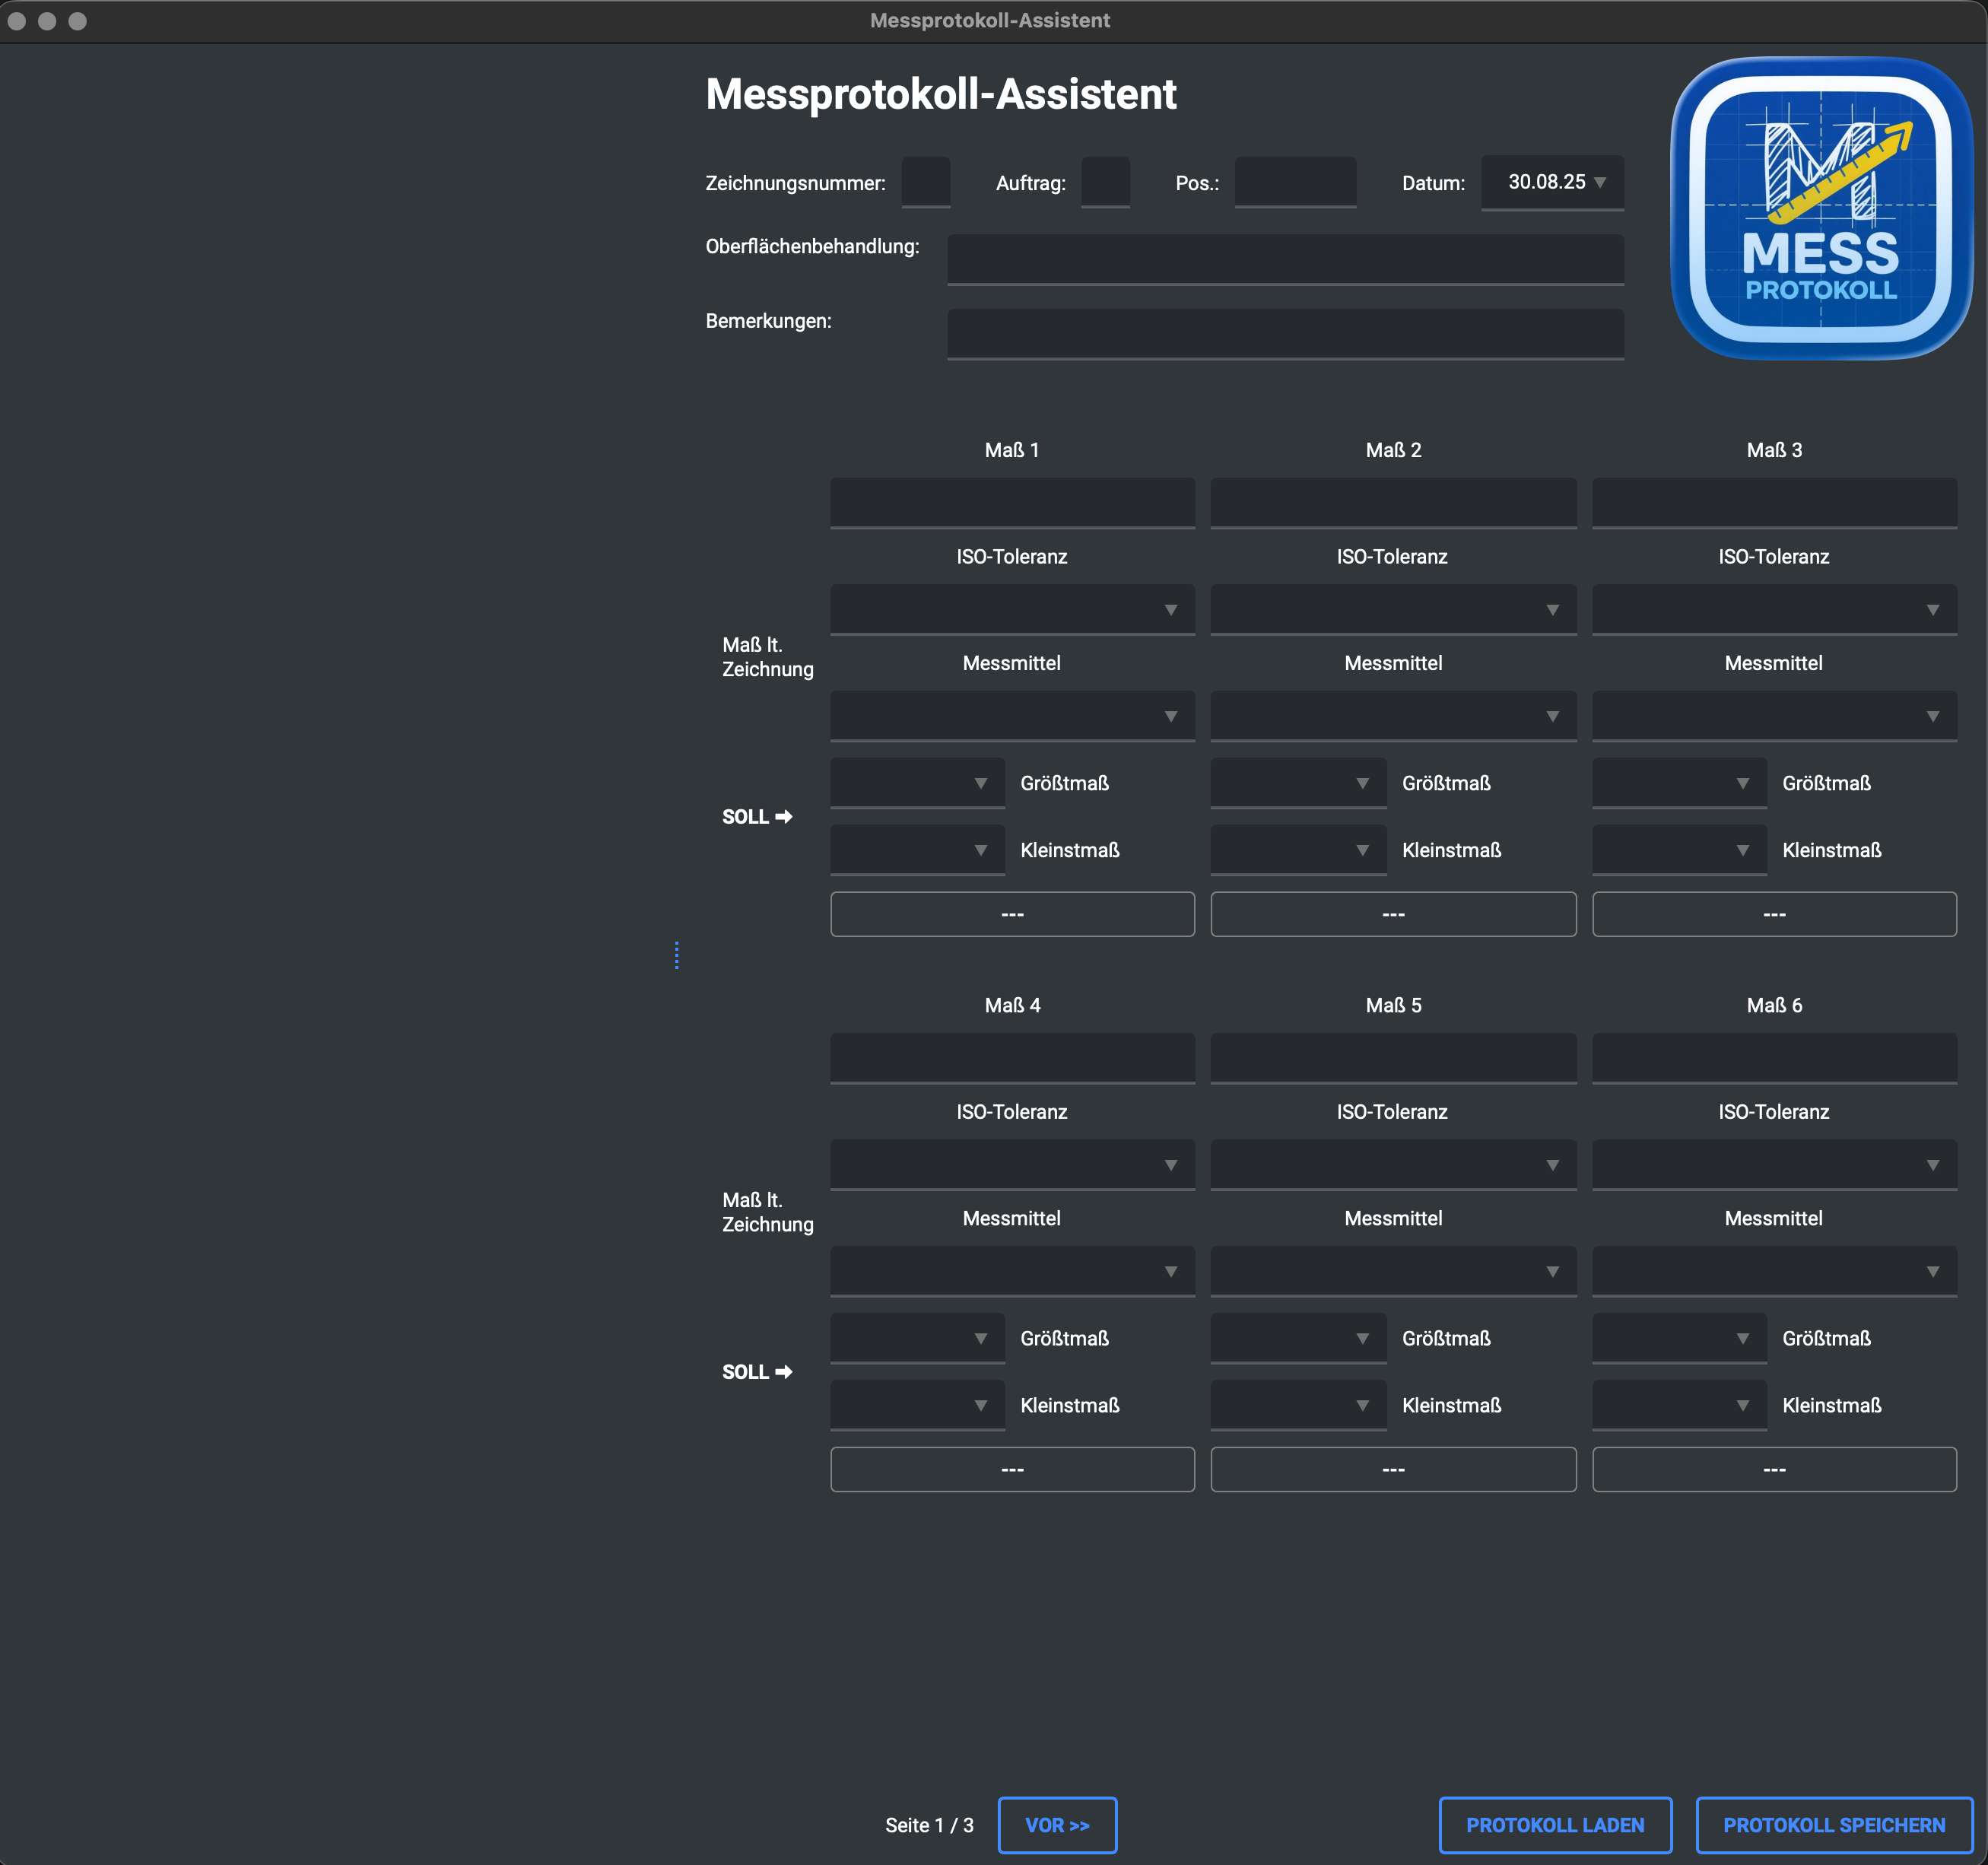 Messprotokoll-Assistent
Messprotokoll-Assistent
Zeichnungsnummer: Auftrag: Pos.: Datum: 30.08.25
Oberflächenbehandlung:
Bemerkungen:
MESS
PROTOKOLL
Maß 1 Maß 2 Maß 3
ISO-Toleranz ISO-Toleranz ISO-Toleranz
Maß lt.
Zeichnung
Messmittel Messmittel Messmittel
Größtmaß Größtmaß Größtmaß
SOLL ➡
Kleinstmaß Kleinstmaß Kleinstmaß
--- --- ---
Maß 4 Maß 5 Maß 6
ISO-Toleranz ISO-Toleranz ISO-Toleranz
Maß lt.
Zeichnung
Messmittel Messmittel Messmittel
Größtmaß Größtmaß Größtmaß
SOLL ➡
Kleinstmaß Kleinstmaß Kleinstmaß
--- --- ---
Seite 1 / 3 VOR >> PROTOKOLL LADEN PROTOKOLL SPEICHERN